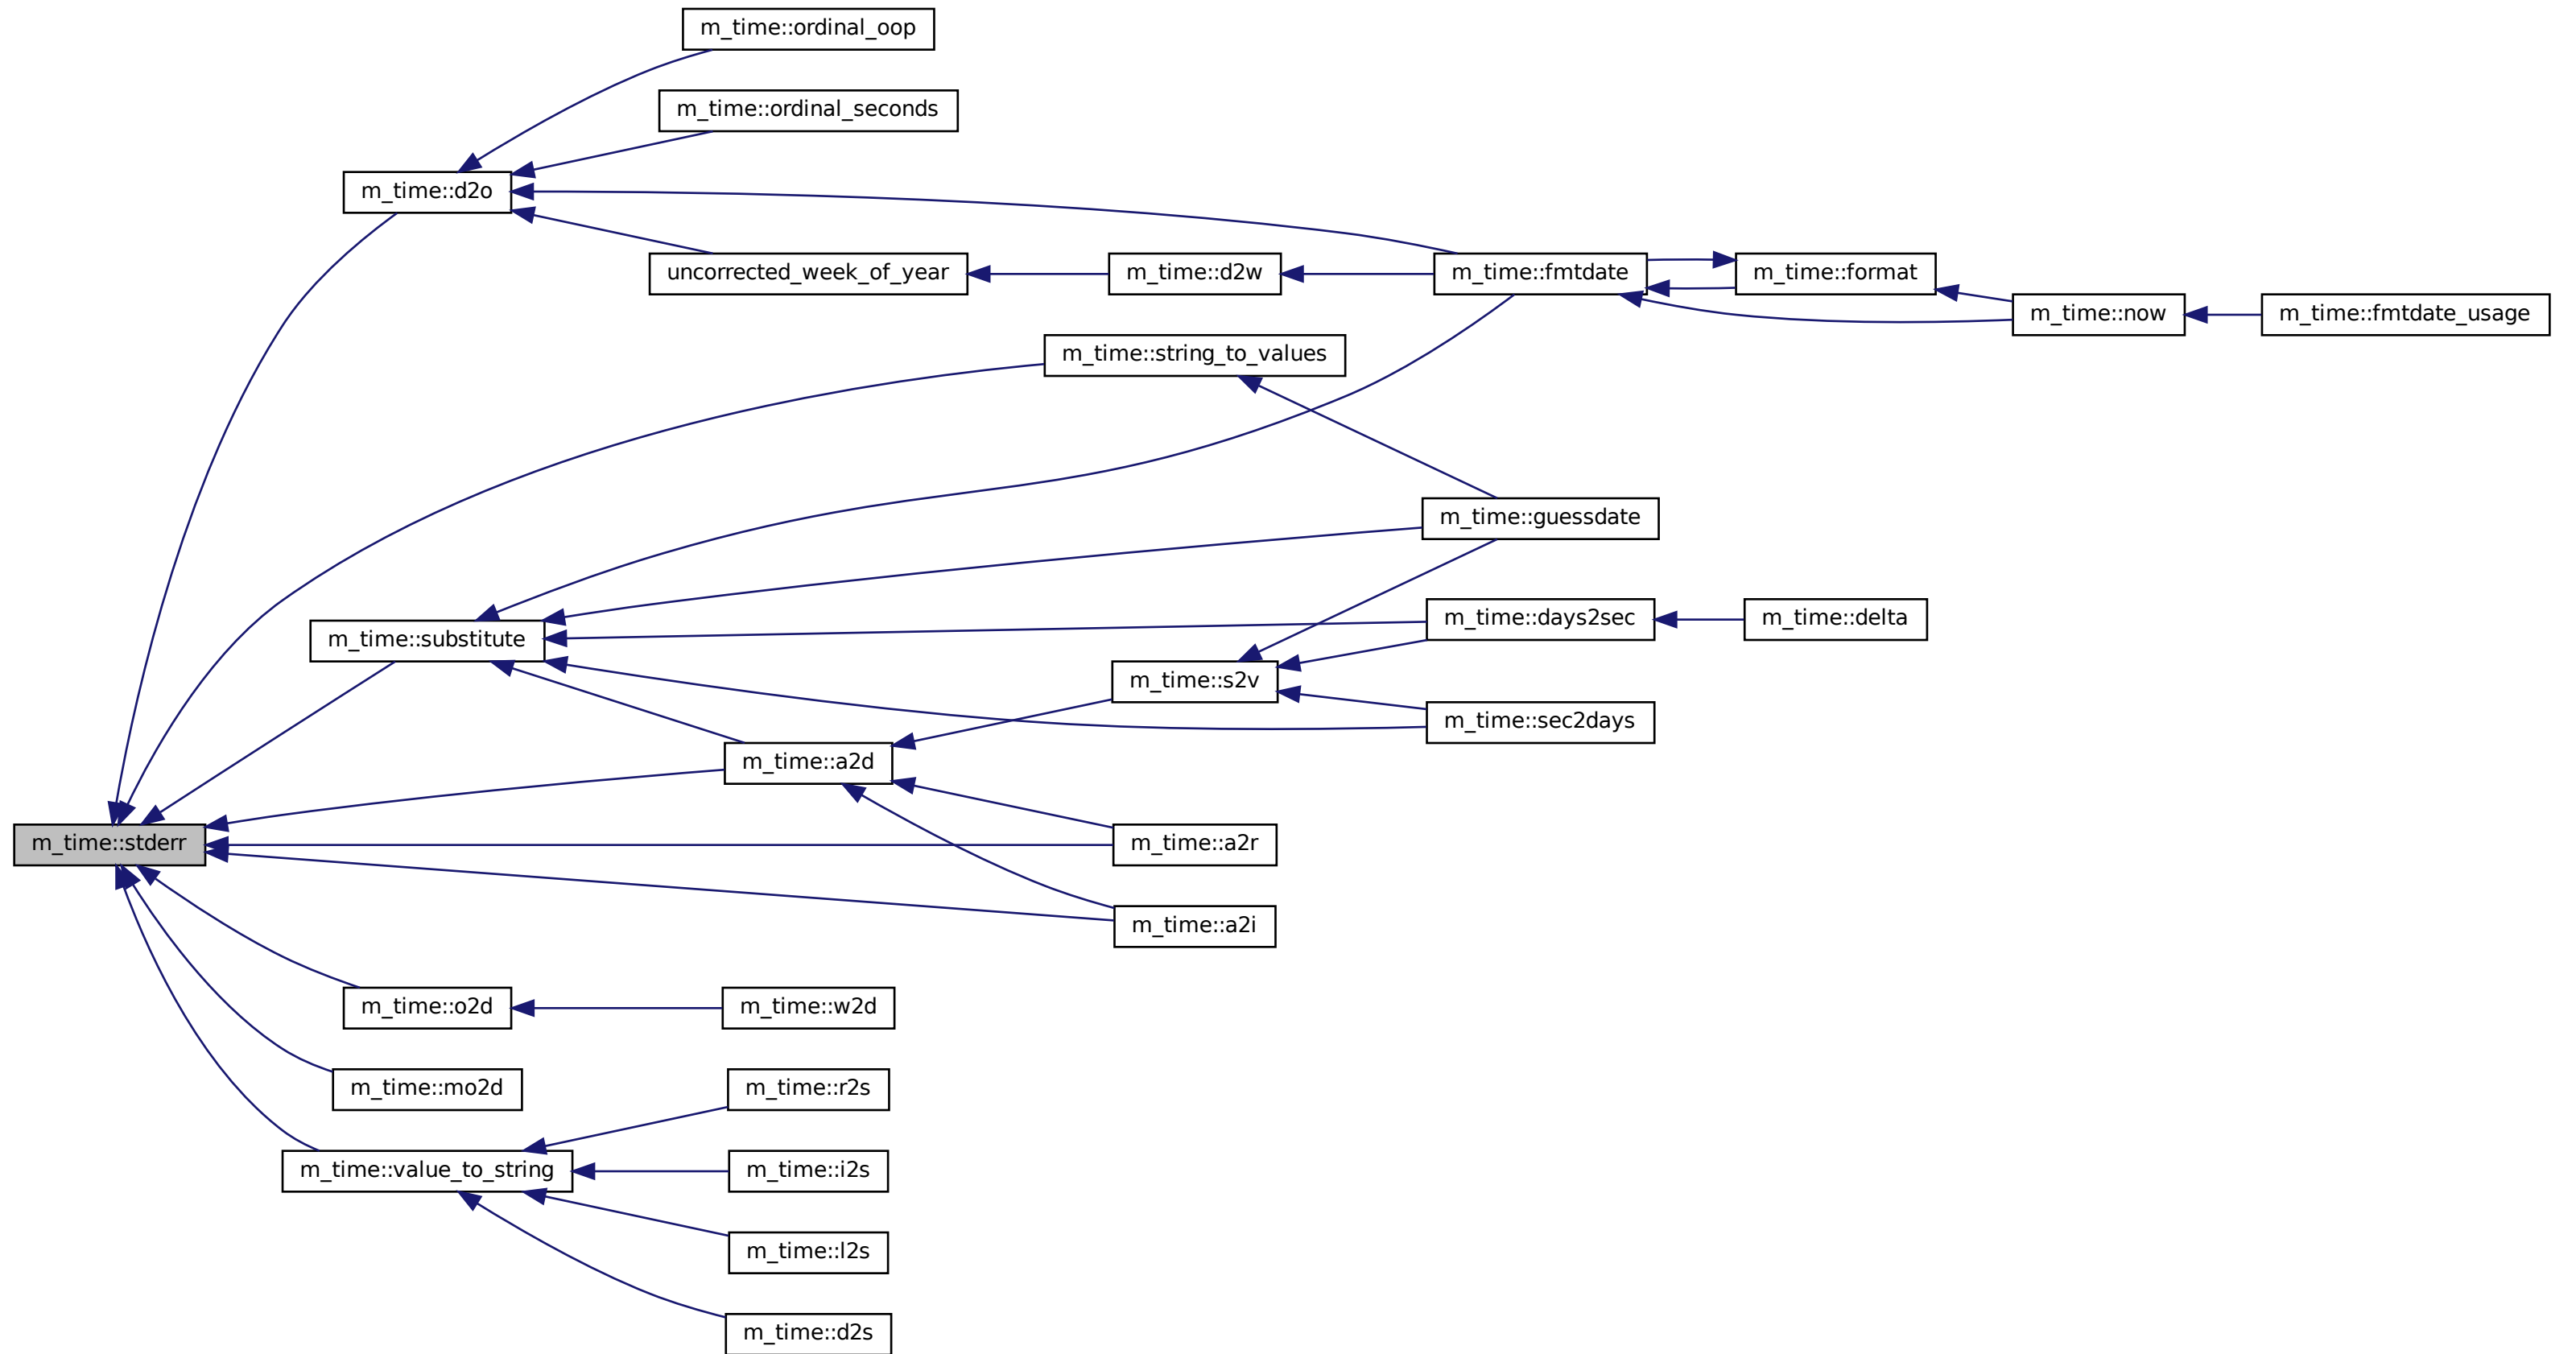 m_time::ordinal_oop
m_time::ordinal_seconds
m_time::d2o
uncorrected_week_of_year
m_time::d2w
m_time::fmtdate
m_time::format
m_time::now
m_time::fmtdate_usage
m_time::string_to_values
m_time::guessdate
m_time::substitute
m_time::days2sec
m_time::delta
m_time::s2v
m_time::sec2days
m_time::a2d
m_time::stderr
m_time::a2r
m_time::a2i
m_time::o2d
m_time::w2d
m_time::mo2d
m_time::r2s
m_time::value_to_string
m_time::i2s
m_time::l2s
m_time::d2s